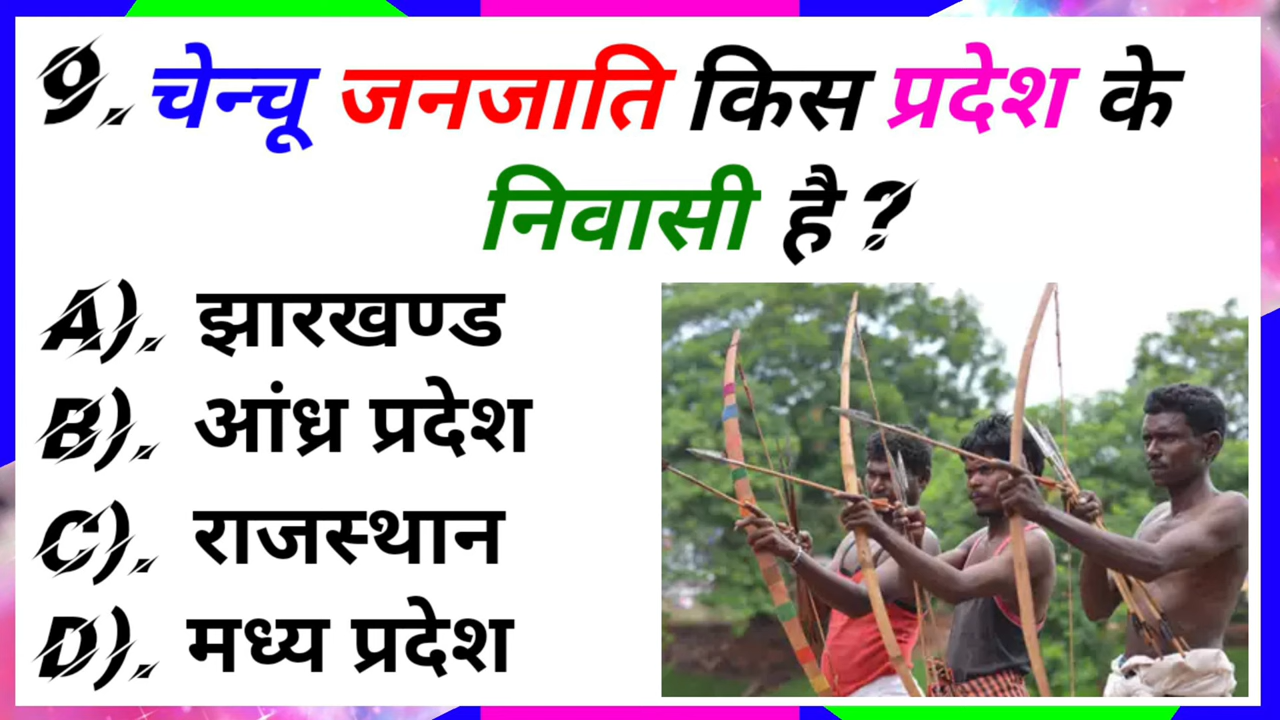 9. चेन्चू जनजाति किस प्रदेश के
निवासी है ?
A). झारखण्ड
B). आंध्र प्रदेश
C). राजस्थान
D). मध्य प्रदेश